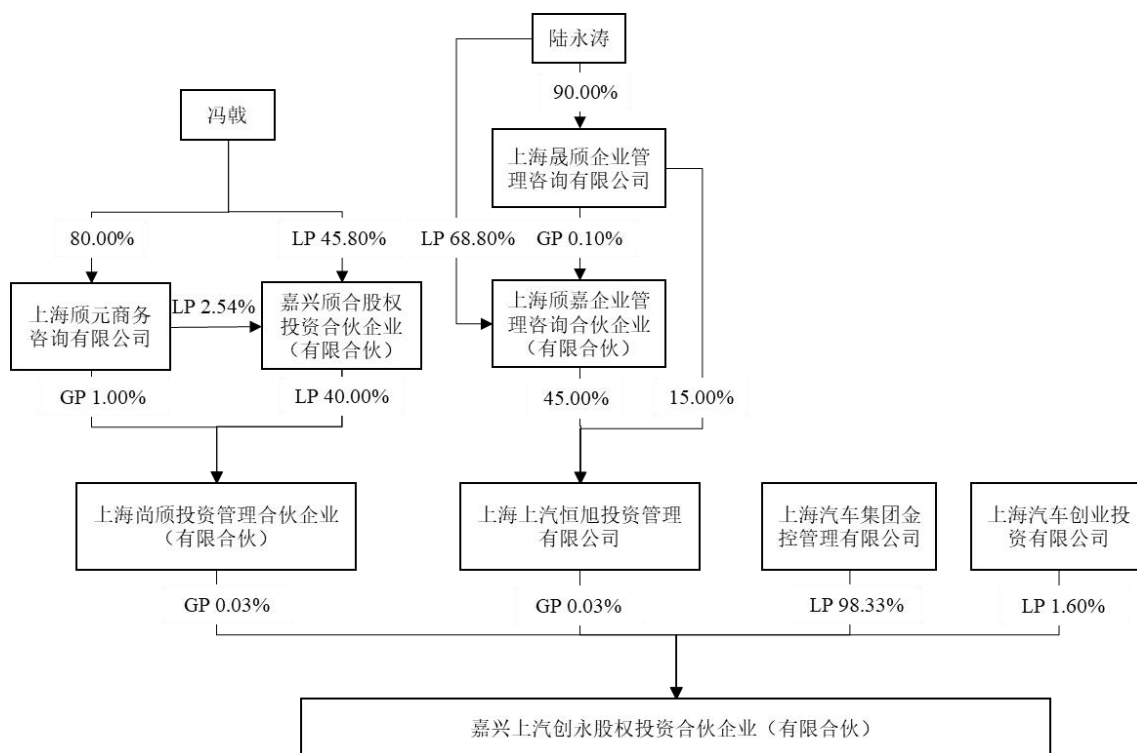 陆永涛
90.00%
冯戟
上海晟颀企业管
理咨询有限公司
80.00%
LP 45.80%
LP 68.80%
GP 0.10%
上海颀元商务
咨询有限公司
LP 2.54%
嘉兴颀合股权
投资合伙企业
（有限合伙）
上海颀嘉企业管
理咨询合伙企业
（有限合伙）
GP 1.00%
LP 40.00%
45.00%
15.00%
上海尚颀投资管理合伙企业
（有限合伙）
上海上汽恒旭投资管理
有限公司
上海汽车集团金
控管理有限公司
上海汽车创业投
资有限公司
GP 0.03%
GP 0.03%
LP 98.33%
LP 1.60%
嘉兴上汽创永股权投资合伙企业（有限合伙）